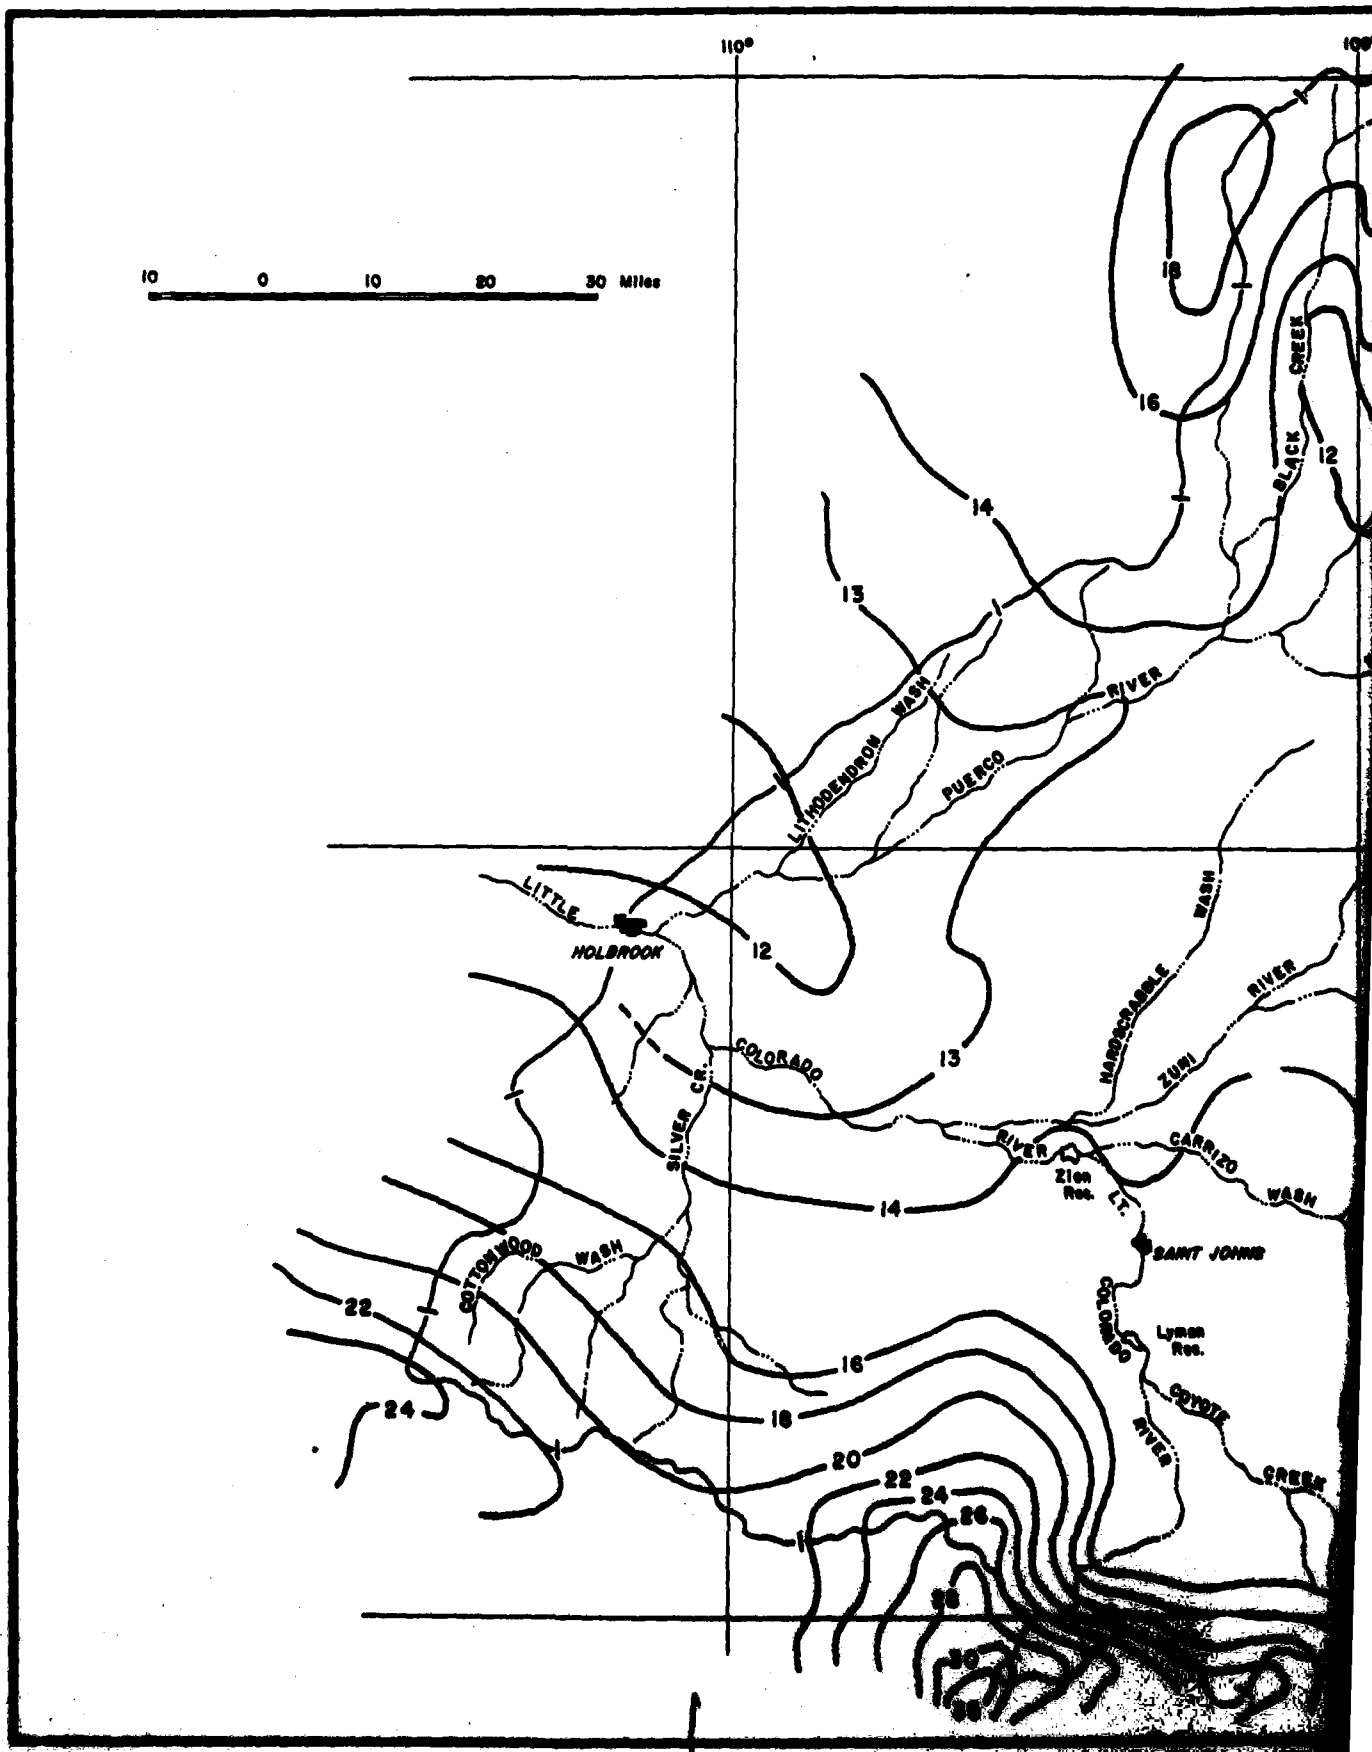 110°
10 0 10 20 30 Miles
18
CREEK
16
BLACK
12
14
13
WASH
RIVER
LITHODENDRON
PUERCO
WASH
LITTLE
HOLBROOK
12
RIVER
HARDSCRABBLE
COLORADO
13
ZUNI
CR.
SILVER
RIVER
CARRIZO
Zion
Res.
WASH
LT.
14
COTTONWOOD
WASH
SAINT JOHNS
22
COLORADO
Lyman
Res.
16
24
18
COYOTE
RIVER
20
22
CREEK
24
26
28
30